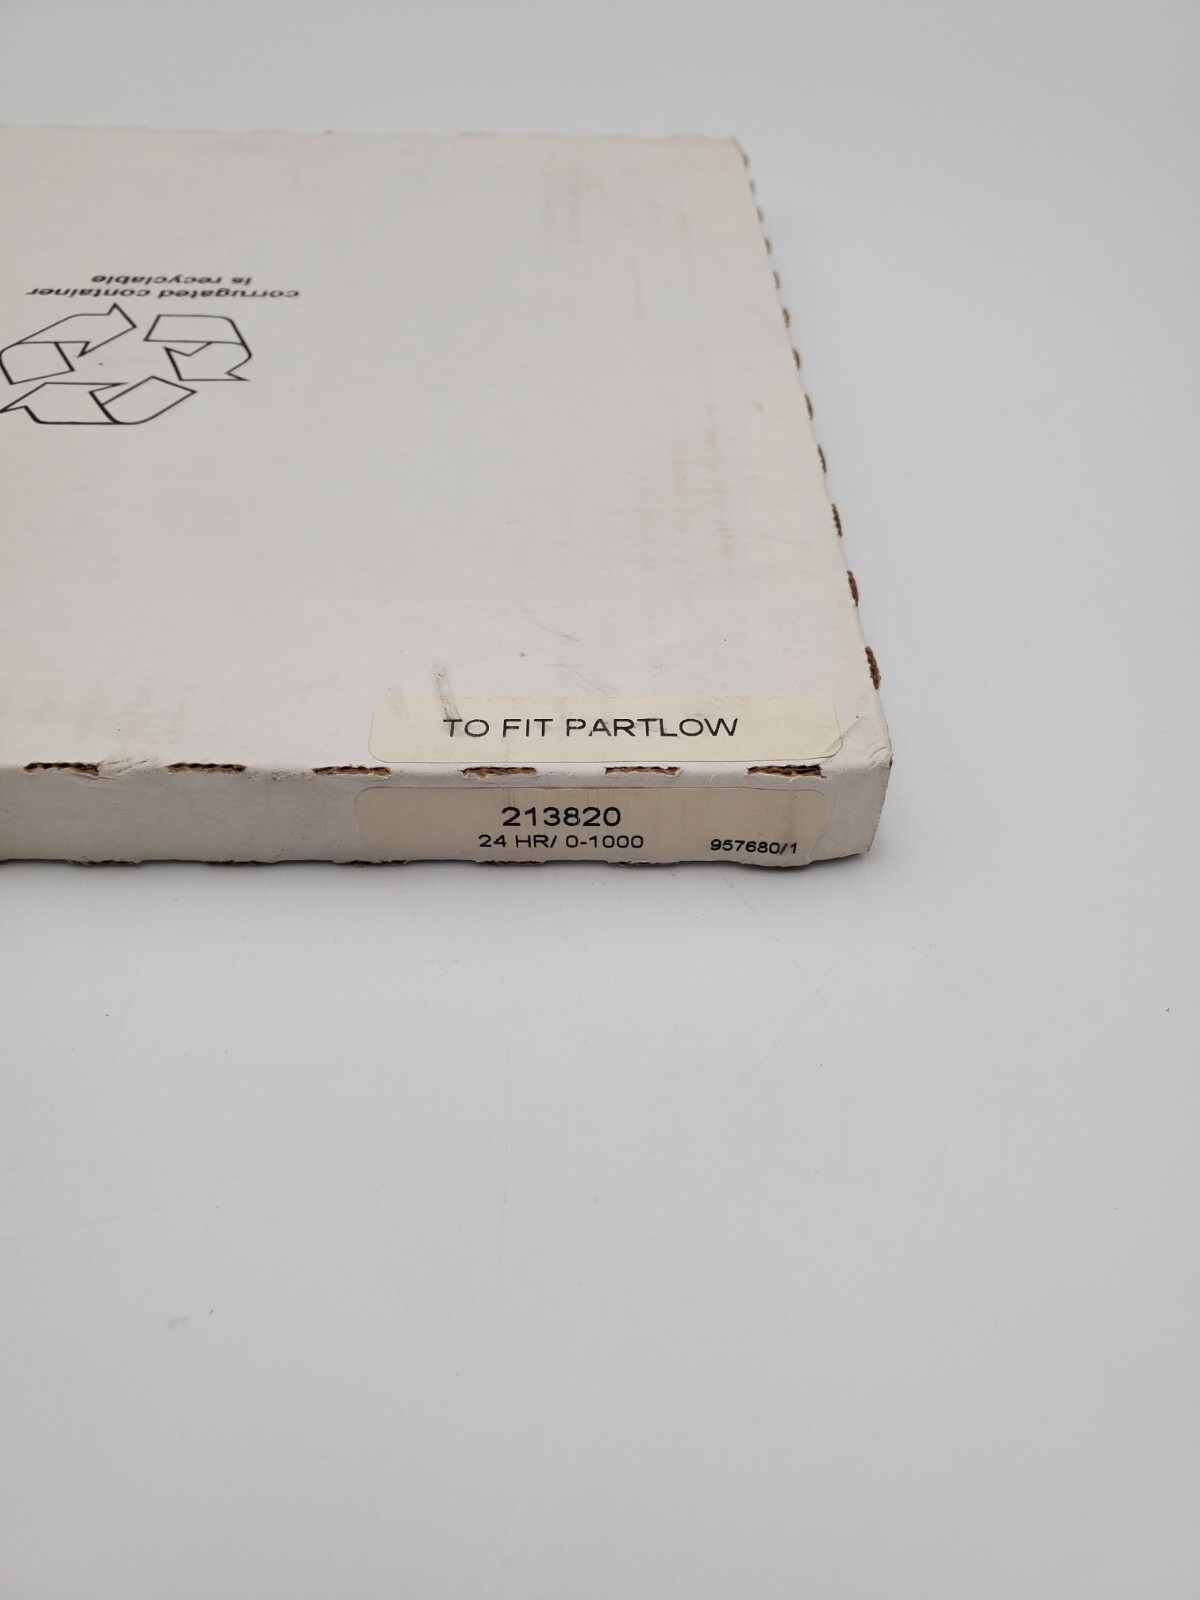 corrugated container
is recyclable
TO FIT PARTLOW
213820
24 HR/ 0-1000
957680/1